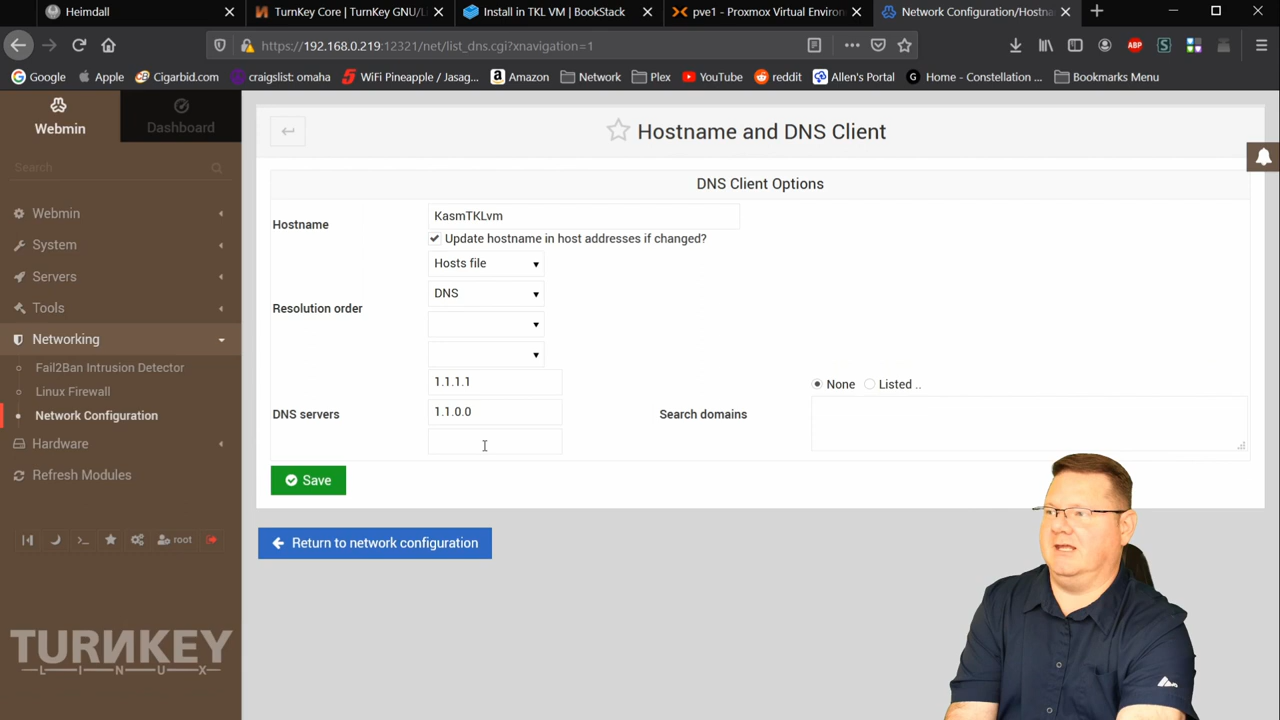 Heimdall
TurnKey Core | TurnKey GNU/L
Install in TKL VM | BookStack
pve1 - Proxmox Virtual Environ
Network Configuration/Hostna
https://192.168.0.219:12321/net/list_dns.cgi?xnavigation=1
ABP
Google
Apple
Cigarbid.com
craigslist: omaha
WiFi Pineapple / Jasag...
Amazon
Network
Plex
YouTube
reddit
Allen's Portal
Home - Constellation ...
Bookmarks Menu
Webmin
Dashboard
Search
Webmin
System
Servers
Tools
Networking
Fail2Ban Intrusion Detector
Linux Firewall
Network Configuration
Hardware
Refresh Modules
root
TURNKEY
LINUX
Hostname and DNS Client
DNS Client Options
Hostname
KasmTKLvm
Update hostname in host addresses if changed?
Resolution order
Hosts file
DNS
DNS servers
1.1.1.1
1.1.0.0
Search domains
None
Listed ..
Save
Return to network configuration